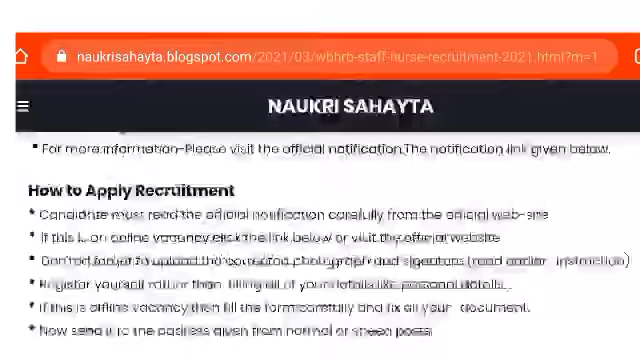 naukrisahayta.blogspot.com/2021/03/wbhrb-staff-nurse-recruitment-2021.html?m=1
NAUKRI SAHAYTA
* For more information-Please visit the official notification.The notification link given below.
How to Apply Recruitment
* Candidate must read the official notification carefully from the official web-site
* If this is on online vacancy click the link below or visit the official website
* Don't forget to upload the corrected photograph and signature (read earlier instruction)
* Register yourself rather than filling all of your details like personal details.
* If this is offline vacancy then fill the form carefully and fix all your document.
* Now send it to the address given from normal or speed post.